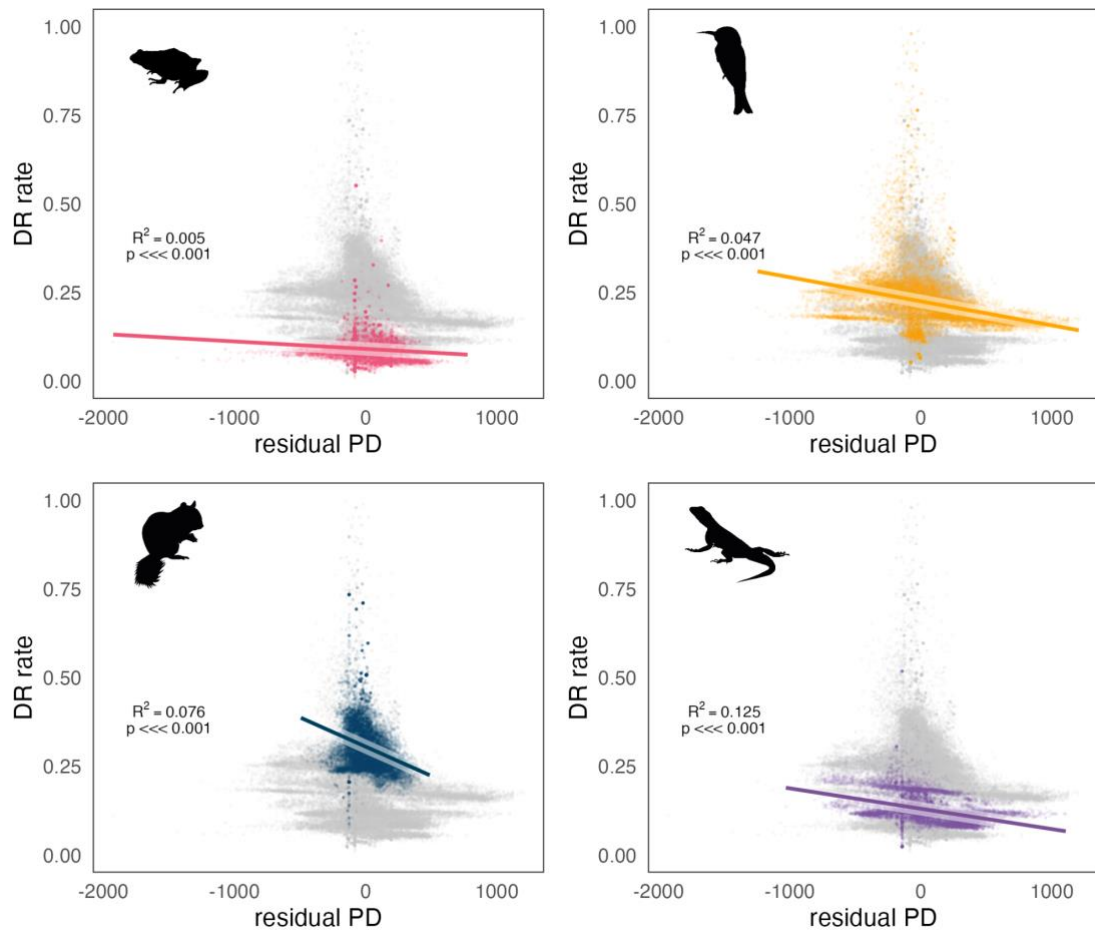 1.00
0.75
0.50
0.25
0.00
DR rate
R² = 0.005
p <<< 0.001
-2000 -1000 0 1000
residual PD
1.00
0.75
0.50
0.25
0.00
DR rate
R² = 0.047
p <<< 0.001
-2000 -1000 0 1000
residual PD
1.00
0.75
0.50
0.25
0.00
DR rate
R² = 0.076
p <<< 0.001
-2000 -1000 0 1000
residual PD
1.00
0.75
0.50
0.25
0.00
DR rate
R² = 0.125
p <<< 0.001
-2000 -1000 0 1000
residual PD